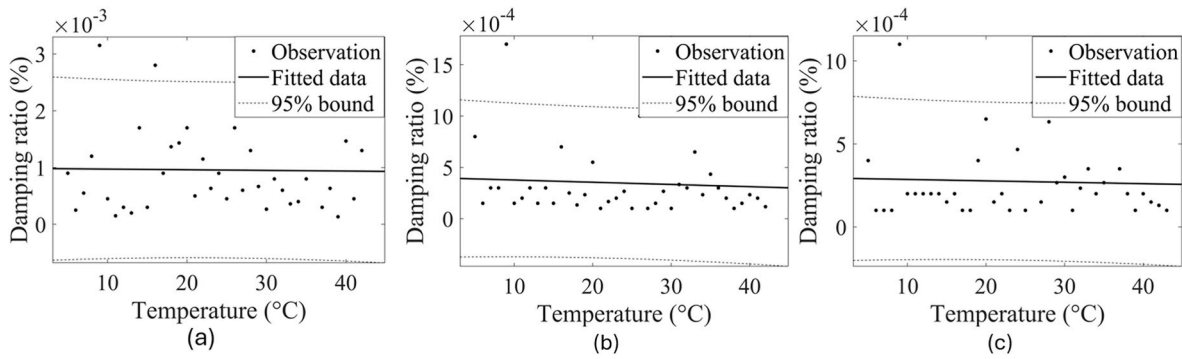 ×10⁻³
3
2
1
0
Damping ratio (%)
Observation
Fitted data
95% bound
10
20
30
40
Temperature (°C)
(a)
×10⁻⁴
15
10
5
0
Damping ratio (%)
Observation
Fitted data
95% bound
10
20
30
40
Temperature (°C)
(b)
×10⁻⁴
10
5
0
Damping ratio (%)
Observation
Fitted data
95% bound
10
20
30
40
Temperature (°C)
(c)